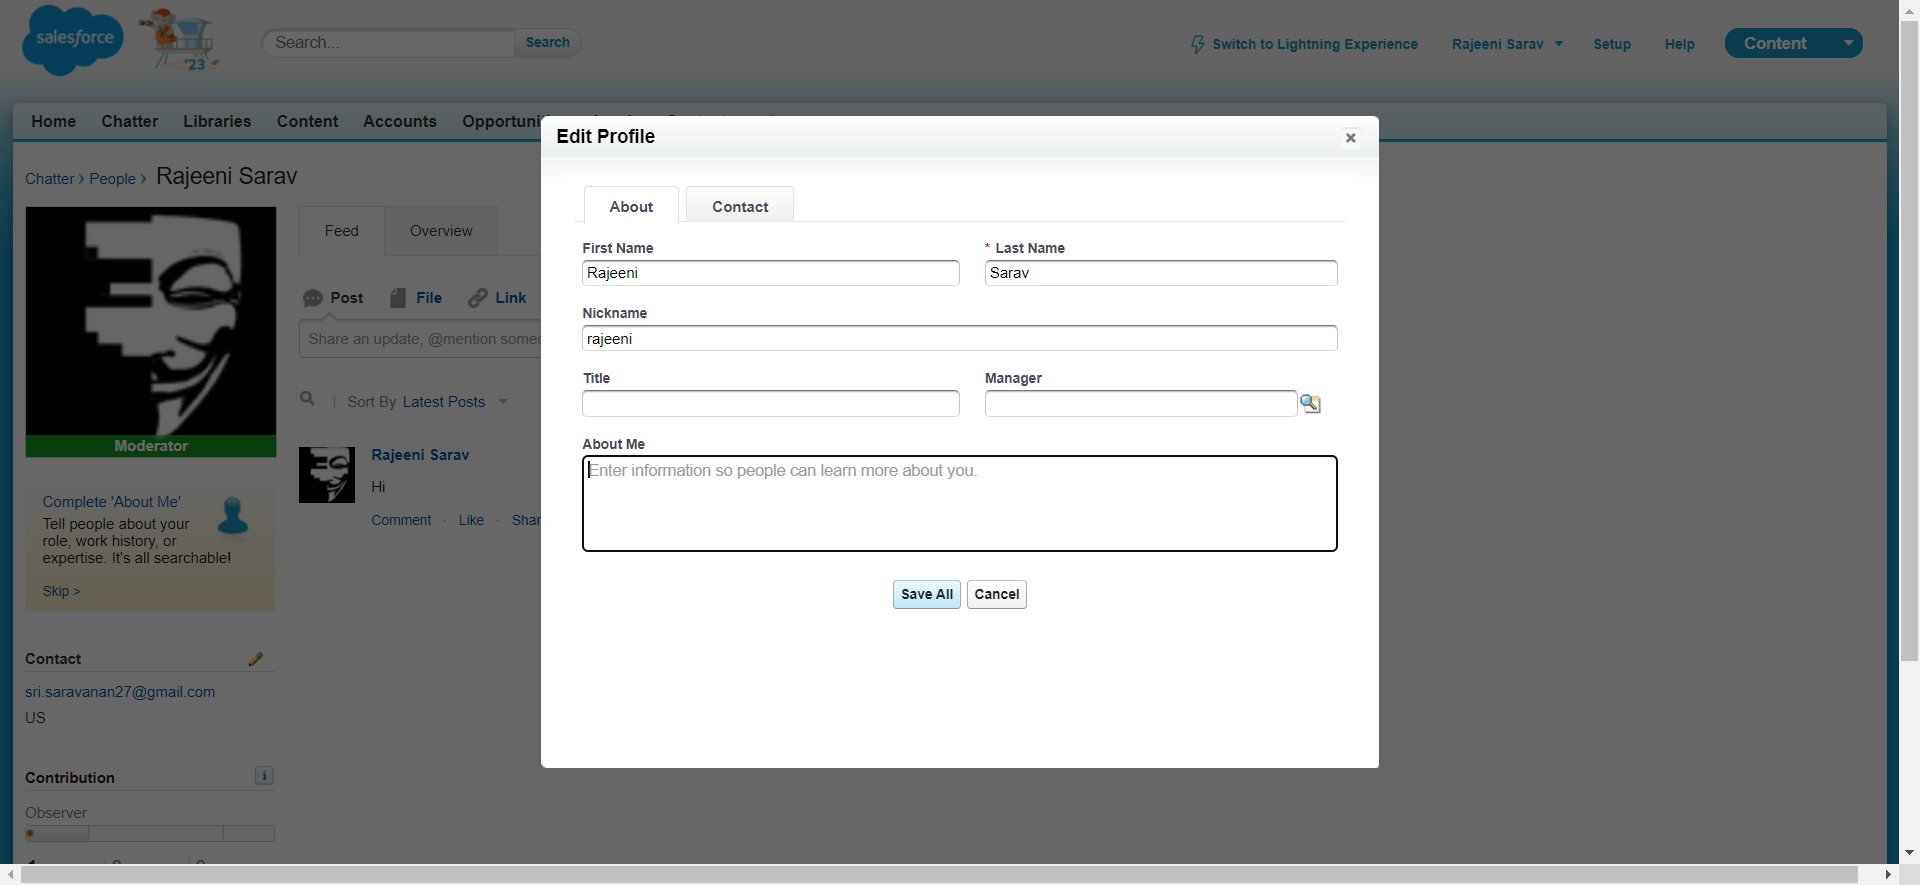 salesforce
'23
Search...
Search
Switch to Lightning Experience
Rajeeni Sarav
Setup
Help
Content
Home
Chatter
Libraries
Content
Accounts
Edit Profile
Chatter › People › Rajeeni Sarav
Feed
Overview
About
Contact
First Name
* Last Name
Rajeeni
Sarav
Post
File
Link
Nickname
Share an update, @mention
rajeeni
Title
Manager
Sort By Latest Posts
Moderator
About Me
Enter information so people can learn more about you.
Rajeeni Sarav
Hi
Comment · Like ·
Complete 'About Me'
Tell people about your
role, work history, or
expertise. It's all searchable!
Skip >
Save All
Cancel
Contact
sri.saravanan27@gmail.com
US
Contribution
i
Observer